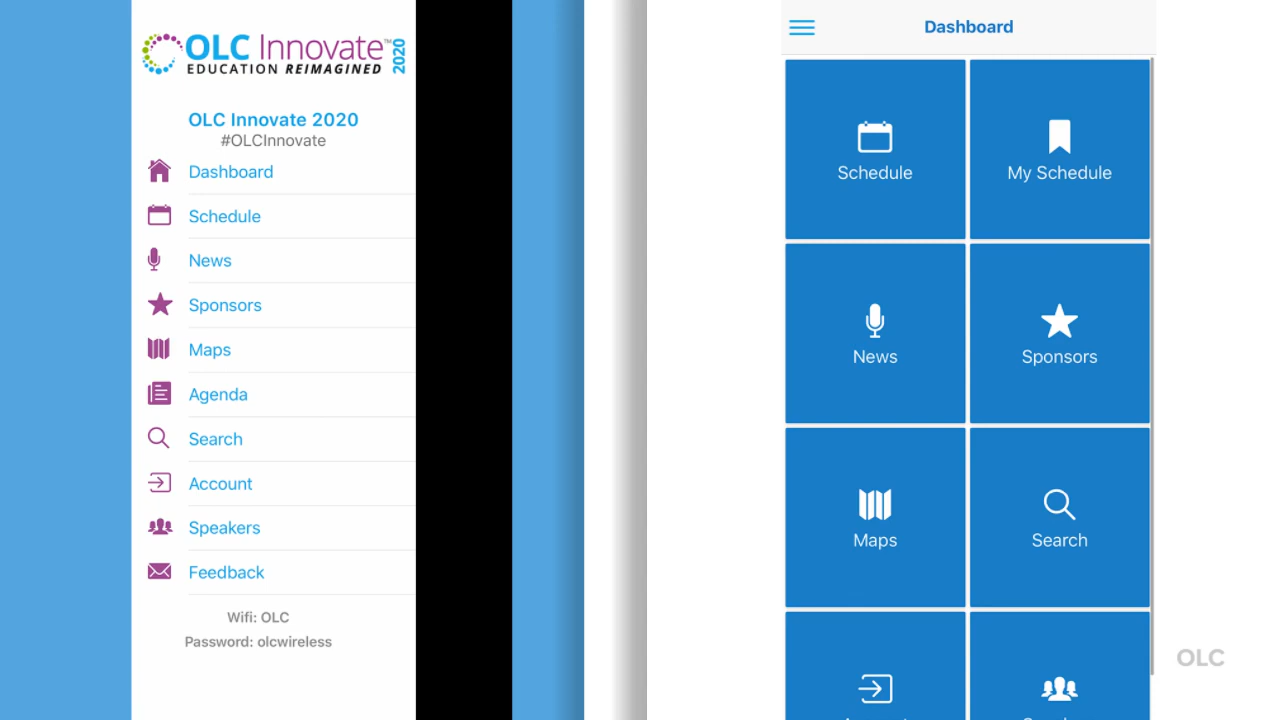 OLC Innovate™ 2020
EDUCATION REIMAGINED
OLC Innovate 2020
#OLCInnovate
Dashboard
Schedule
News
Sponsors
Maps
Agenda
Search
Account
Speakers
Feedback
Wifi: OLC
Password: olcwireless
Dashboard
Schedule
My Schedule
News
Sponsors
Maps
Search
OLC